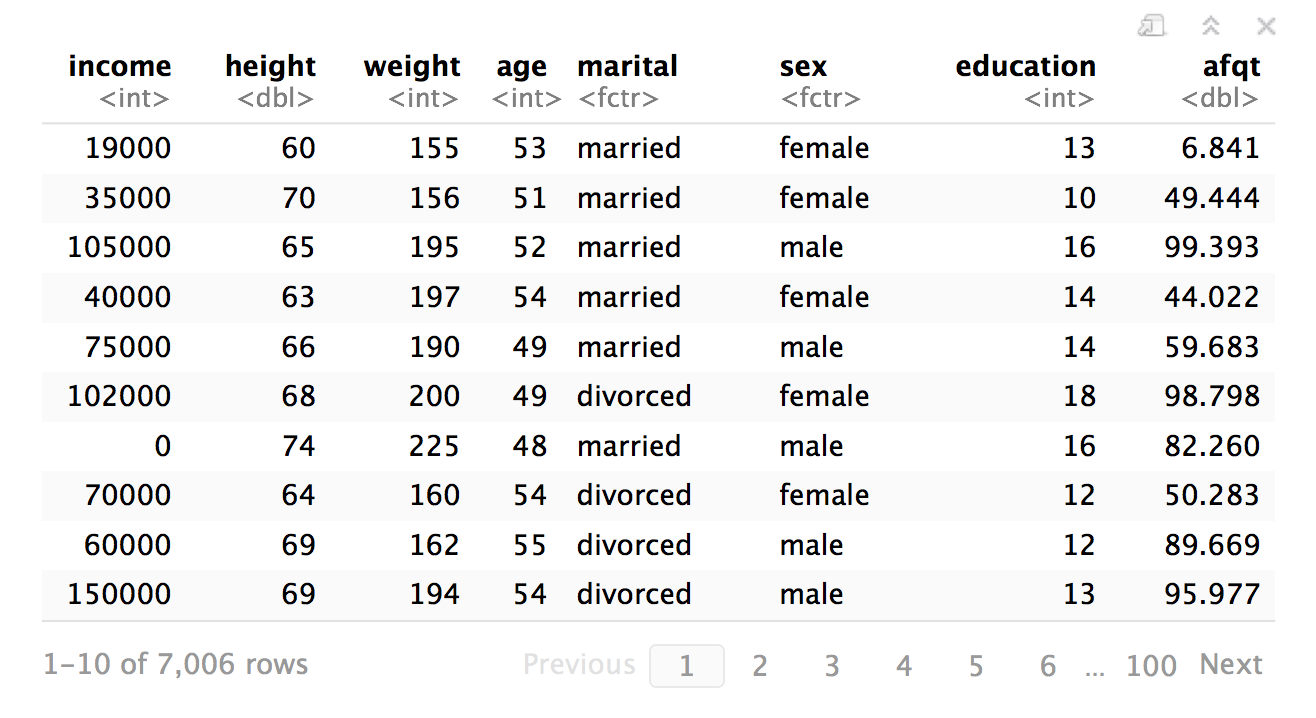 income height weight age marital sex education afqt
<int> <dbl> <int> <int> <fctr> <fctr> <int> <dbl>
19000 60 155 53 married female 13 6.841
35000 70 156 51 married female 10 49.444
105000 65 195 52 married male 16 99.393
40000 63 197 54 married female 14 44.022
75000 66 190 49 married male 14 59.683
102000 68 200 49 divorced female 18 98.798
0 74 225 48 married male 16 82.260
70000 64 160 54 divorced female 12 50.283
60000 69 162 55 divorced male 12 89.669
150000 69 194 54 divorced male 13 95.977
1–10 of 7,006 rows Previous 1 2 3 4 5 6 ... 100 Next